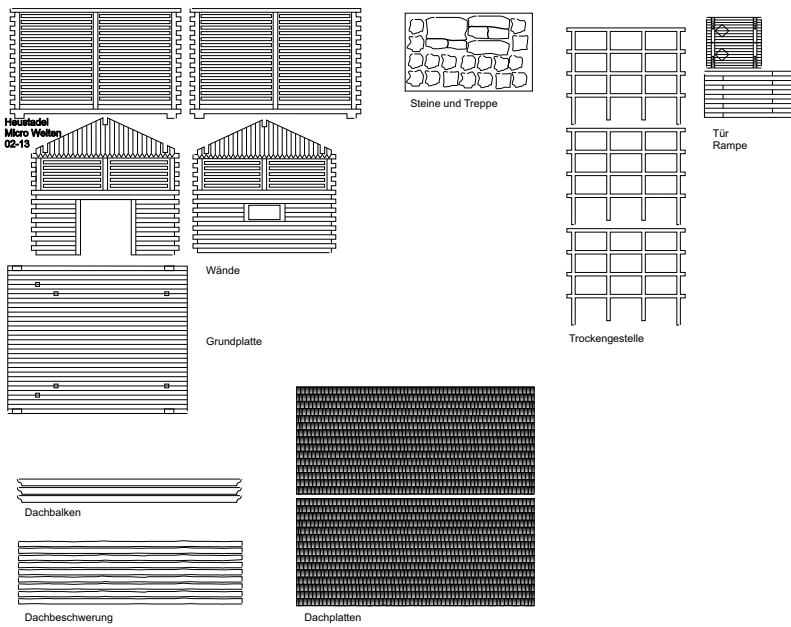 Heustadel
Micro Welten
02-13
Steine und Treppe
Tür
Rampe
Wände
Grundplatte
Trockengestelle
Dachbalken
Dachbeschwerung
Dachplatten